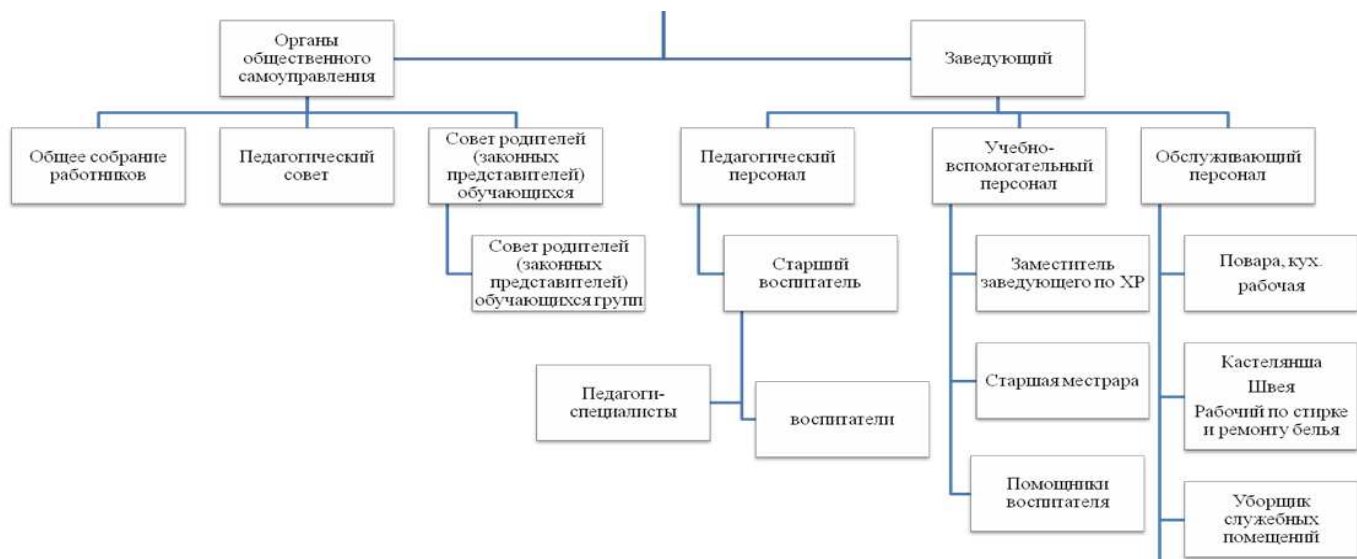 Органы
общественного
самоуправления
Заведующий
Общее собрание
работников
Педагогический
совет
Совет родителей
(законных
представителей)
обучающихся
Педагогический
персонал
Учебно-
вспомогательный
персонал
Обслуживающий
персонал
Совет родителей
(законных
представителей)
обучающихся групп
Старший
воспитатель
Заместитель
заведующего по ХР
Повара, кух.
рабочая
Педагоги-
специалисты
воспитатели
Старшая местрара
Кастелянша
Швея
Рабочий по стирке
и ремонту белья
Помощники
воспитателя
Уборщик
служебных
помещений